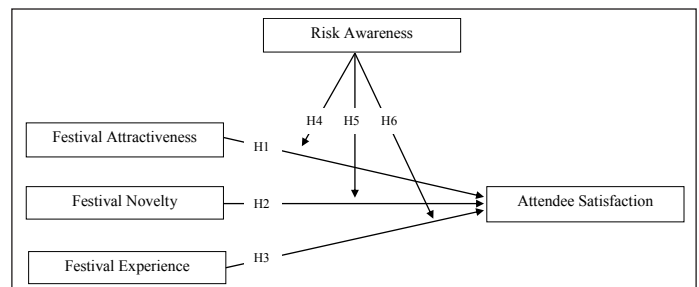 Risk Awareness
H4 H5 H6
Festival Attractiveness
H1
Festival Novelty
H2
Attendee Satisfaction
Festival Experience
H3